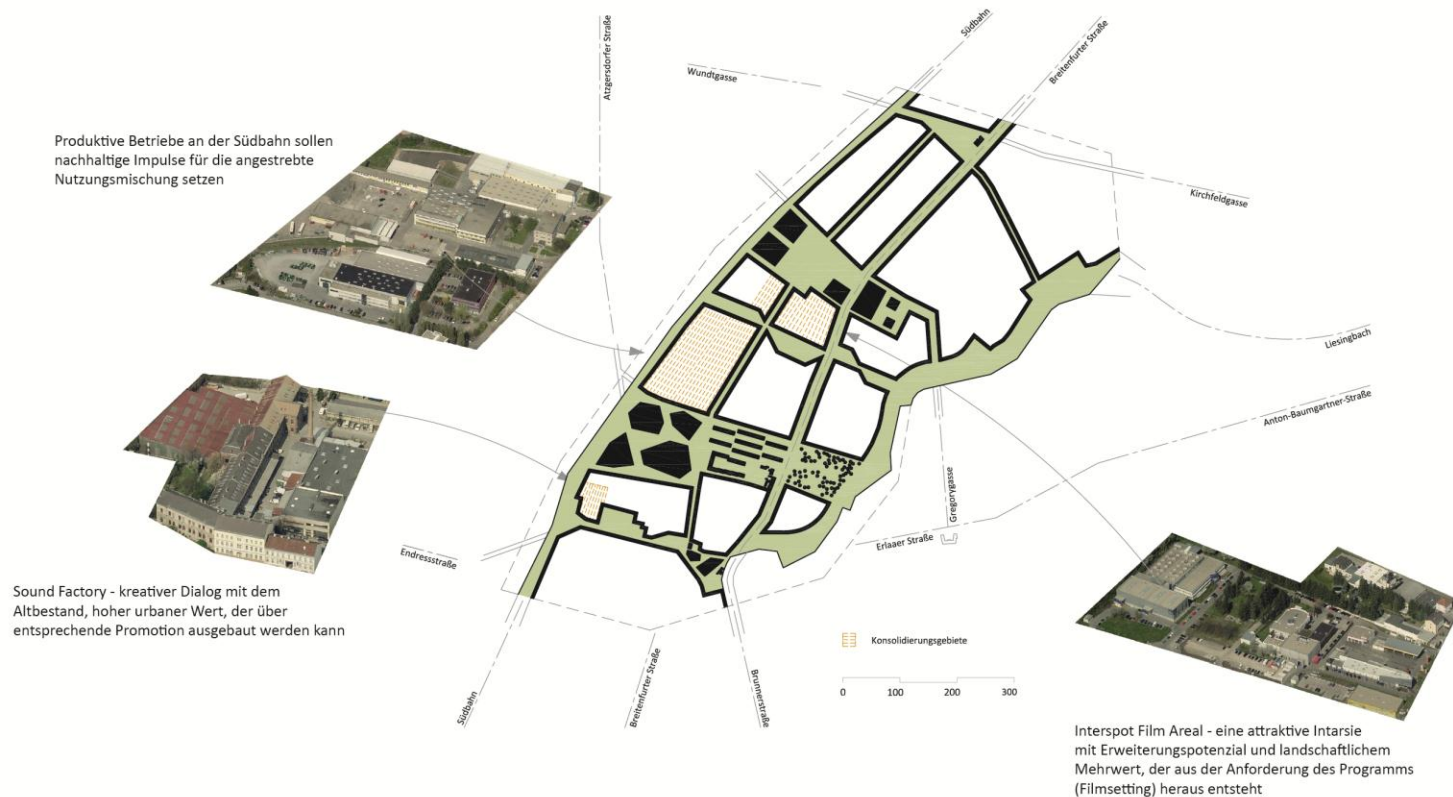 Südbahn
Breitenfurter Straße
Atzgersdorfer Straße
Wundtgasse
Produktive Betriebe an der Südbahn sollen
nachhaltige Impulse für die angestrebte
Nutzungsmischung setzen
Kirchfeldgasse
Liesingbach
Anton-Baumgartner-Straße
Gregorygasse
Erlaaer Straße
Endressstraße
Sound Factory - kreativer Dialog mit dem
Altbestand, hoher urbaner Wert, der über
entsprechende Promotion ausgebaut werden kann
Konsolidierungsgebiete
0 100 200 300
Südbahn
Breitenfurter Straße
Brunnerstraße
Interspot Film Areal - eine attraktive Intarsie
mit Erweiterungspotenzial und landschaftlichem
Mehrwert, der aus der Anforderung des Programms
(Filmsetting) heraus entsteht